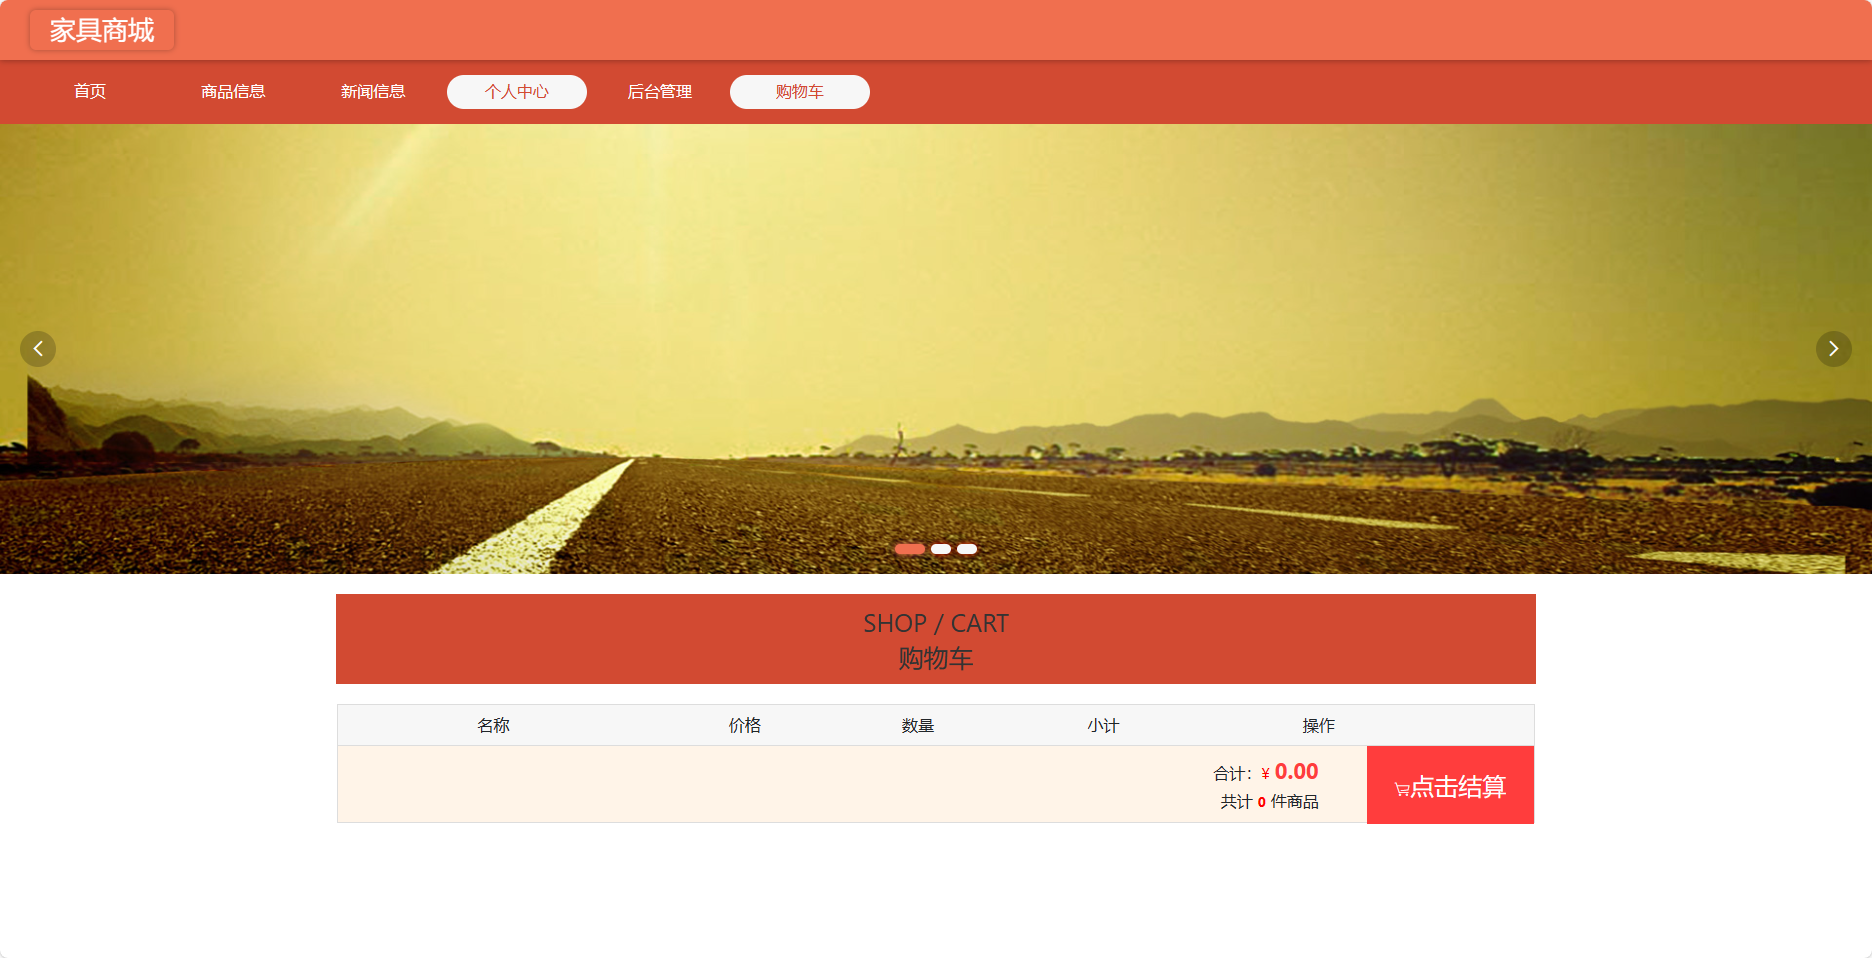 家具商城
首页 商品信息 新闻信息 个人中心 后台管理 购物车
SHOP / CART
购物车
名称 价格 数量 小计 操作
合计：¥ 0.00
共计 0 件商品
点击结算